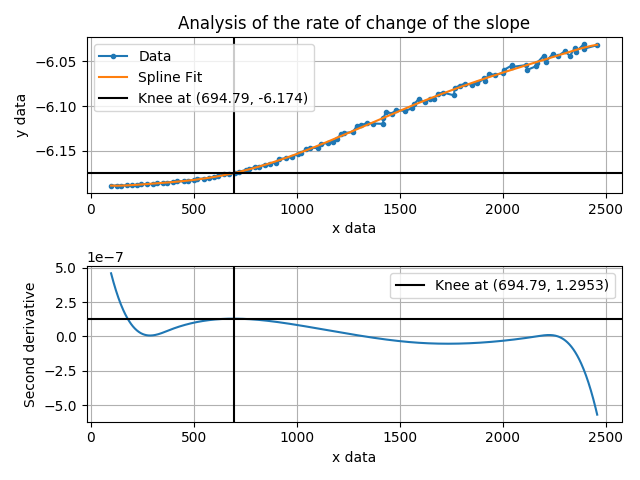 Analysis of the rate of change of the slope
Data
Spline Fit
Knee at (694.79, -6.174)
−6.05
−6.10
−6.15
y data
0
500
1000
1500
2000
2500
x data
1e−7
Knee at (694.79, 1.2953)
5.0
2.5
0.0
−2.5
−5.0
Second derivative
0
500
1000
1500
2000
2500
x data